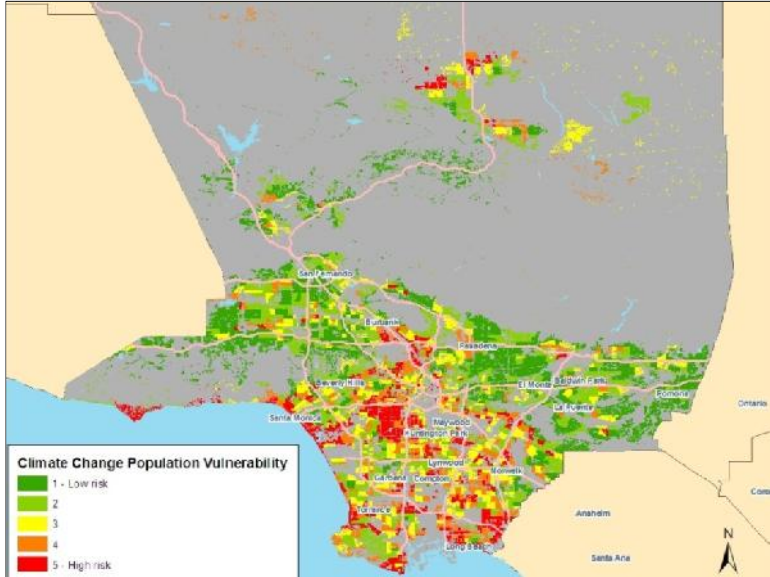 San Fernando
Burbank
Pasadena
Beverly Hills
El Monte
Baldwin Park
Pomona
Ontario
La Puente
Santa Monica
Maywood
Huntington Park
Lynwood
Norwalk
Gardena
Compton
Torrance
Anaheim
Long Beach
Santa Ana
N
Climate Change Population Vulnerability
1 - Low risk
2
3
4
5 - High risk